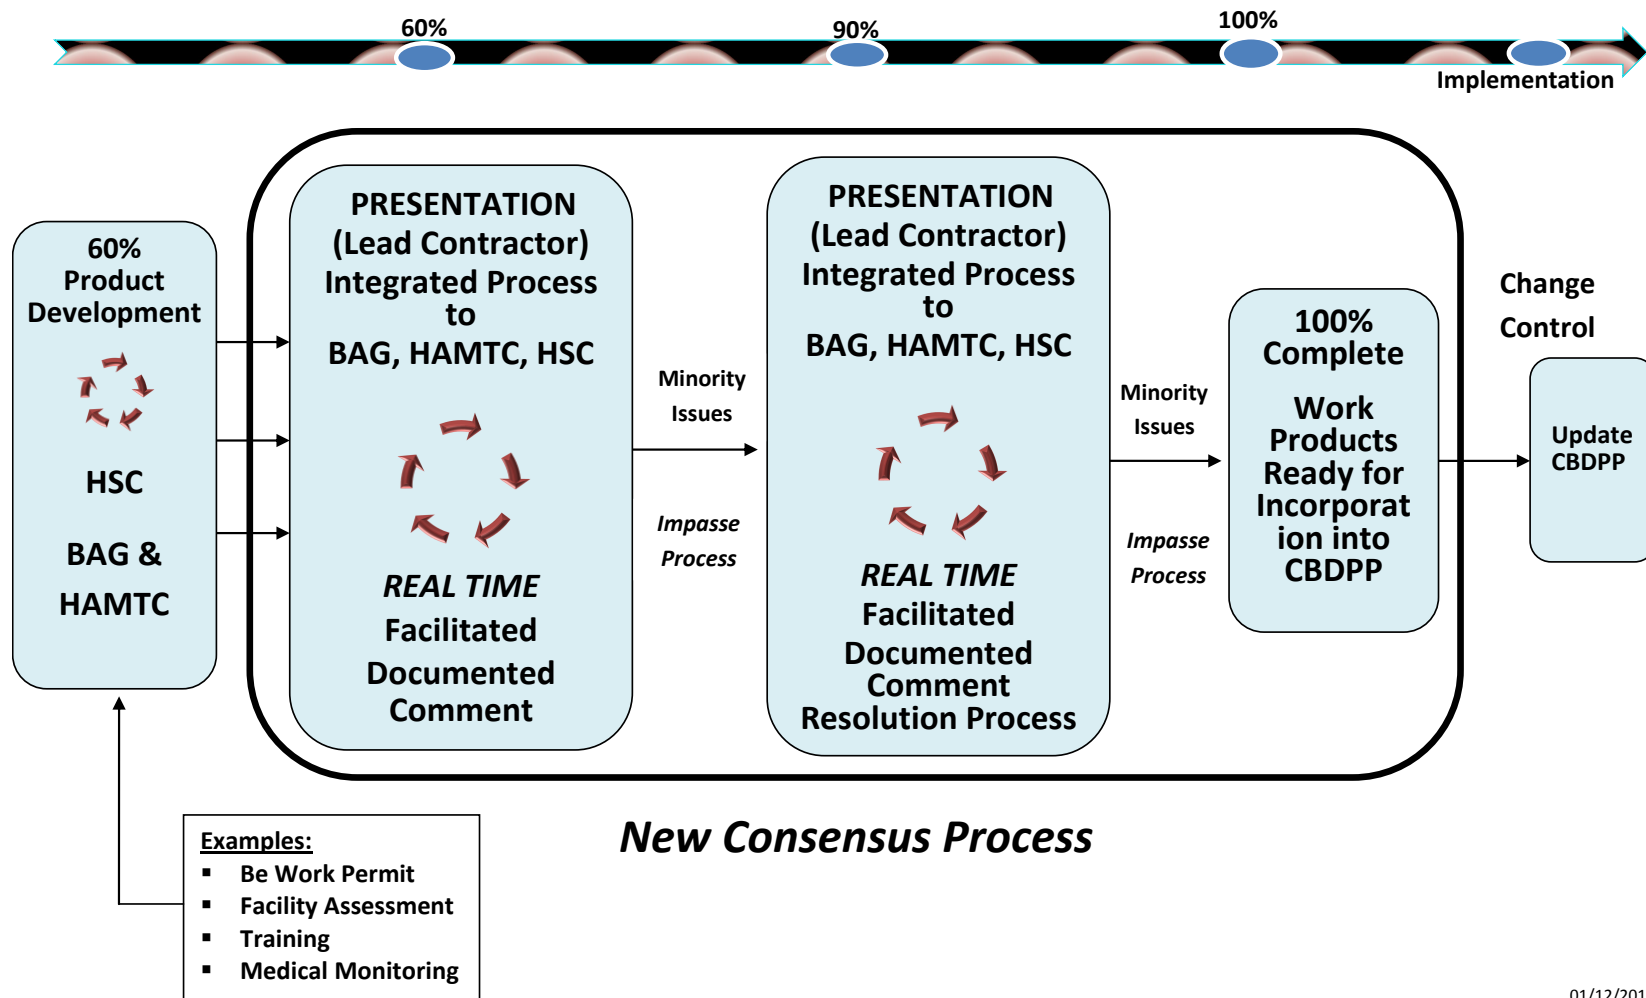 60%
90%
100%
Implementation
60%
Product
Development
HSC
BAG &
HAMTC
PRESENTATION
(Lead Contractor)
Integrated Process
to
BAG, HAMTC, HSC
REAL TIME
Facilitated
Documented
Comment
Minority
Issues
Impasse
Process
PRESENTATION
(Lead Contractor)
Integrated Process
to
BAG, HAMTC, HSC
REAL TIME
Facilitated
Documented
Comment
Resolution Process
Minority
Issues
Impasse
Process
100%
Complete
Work
Products
Ready for
Incorporat
ion into
CBDPP
Change
Control
Update
CBDPP
New Consensus Process
Examples:
▪ Be Work Permit
▪ Facility Assessment
▪ Training
▪ Medical Monitoring
01/12/201